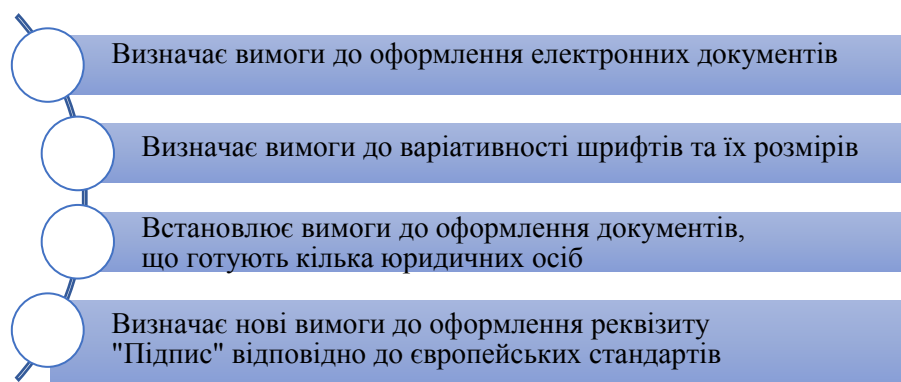 Визначає вимоги до оформлення електронних документів
Визначає вимоги до варіативності шрифтів та їх розмірів
Встановлює вимоги до оформлення документів,
що готують кілька юридичних осіб
Визначає нові вимоги до оформлення реквізиту
"Підпис" відповідно до європейських стандартів